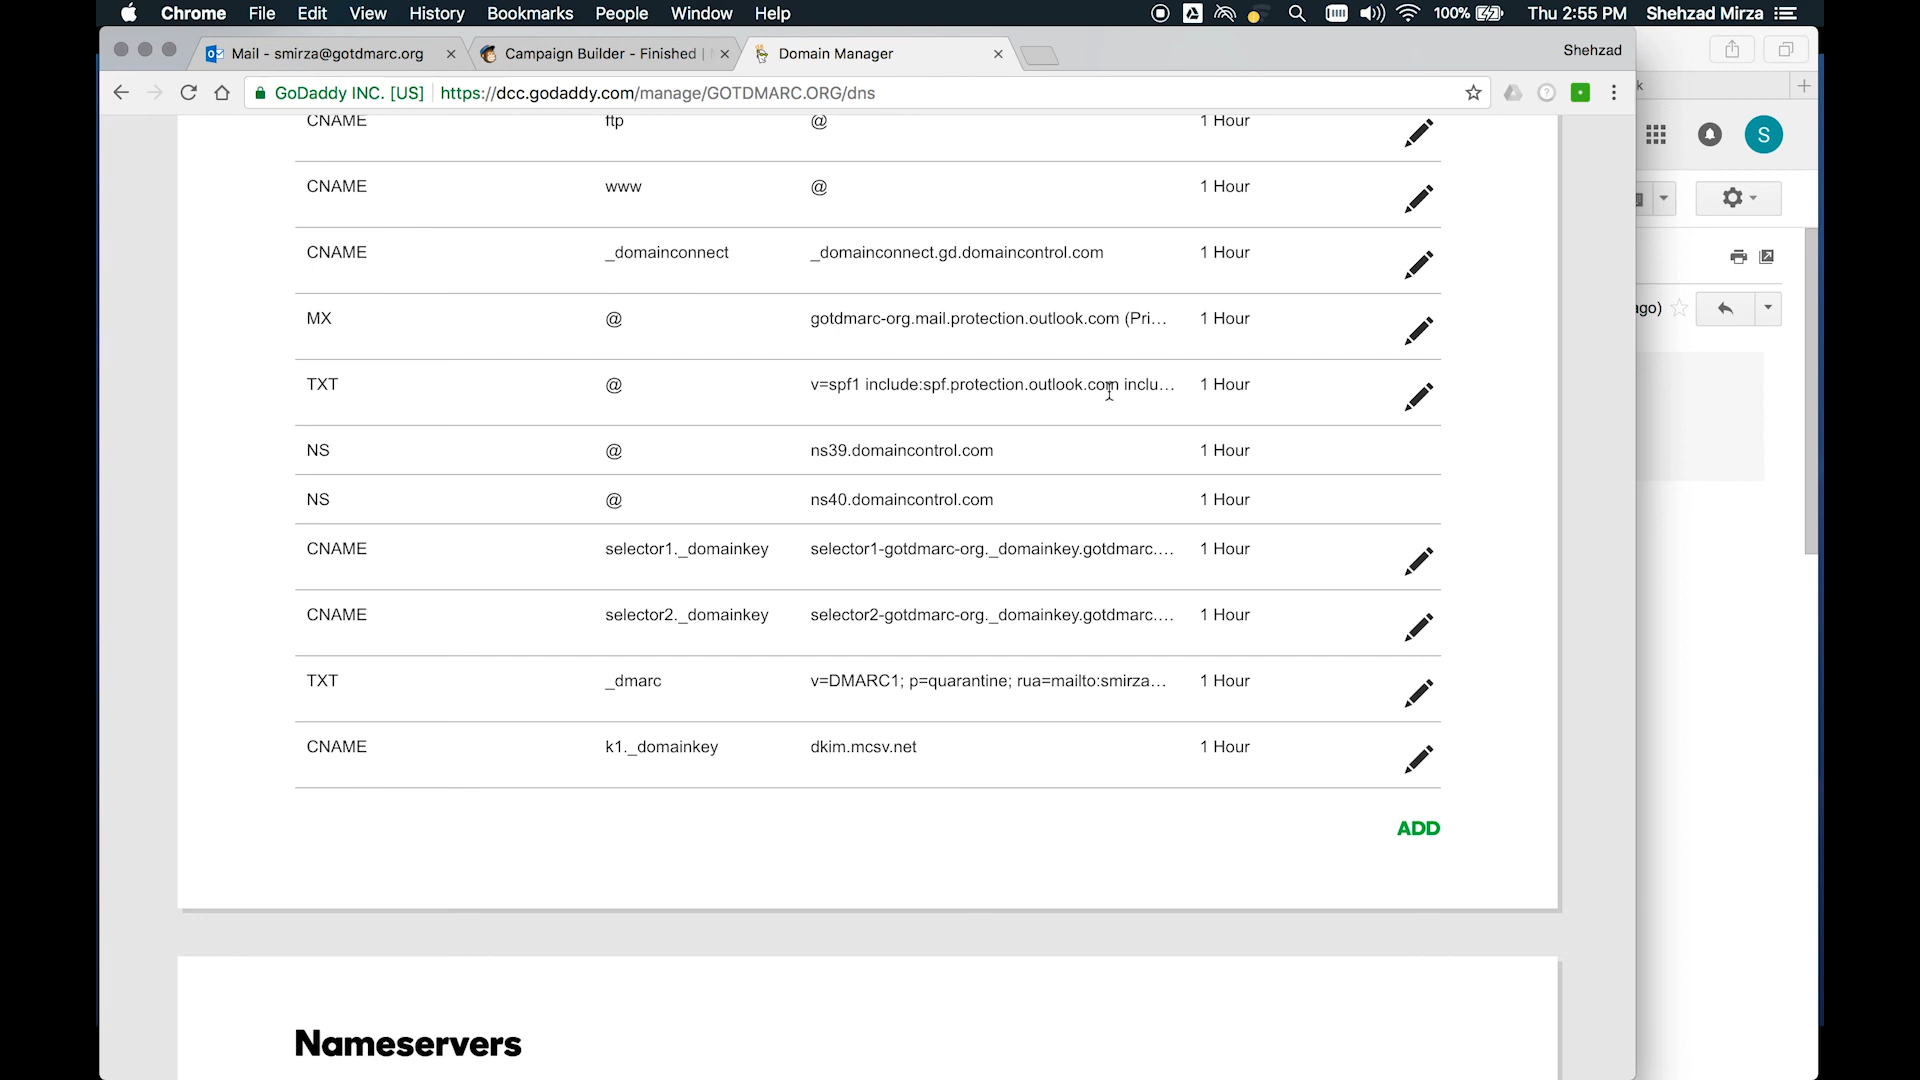 Chrome File Edit View History Bookmarks People Window Help 100% Thu 2:55 PM Shehzad Mirza
Mail - smirza@gotdmarc.org Campaign Builder - Finished | Domain Manager Shehzad
GoDaddy INC. [US] https://dcc.godaddy.com/manage/GOTDMARC.ORG/dns
k
S
CNAME ftp @ 1 Hour
CNAME www @ 1 Hour
CNAME _domainconnect _domainconnect.gd.domaincontrol.com 1 Hour
MX @ gotdmarc-org.mail.protection.outlook.com (Pri... 1 Hour
ago)
TXT @ v=spf1 include:spf.protection.outlook.com inclu... 1 Hour
NS @ ns39.domaincontrol.com 1 Hour
NS @ ns40.domaincontrol.com 1 Hour
CNAME selector1._domainkey selector1-gotdmarc-org._domainkey.gotdmarc.... 1 Hour
CNAME selector2._domainkey selector2-gotdmarc-org._domainkey.gotdmarc.... 1 Hour
TXT _dmarc v=DMARC1; p=quarantine; rua=mailto:smirza... 1 Hour
CNAME k1._domainkey dkim.mcsv.net 1 Hour
ADD
Nameservers